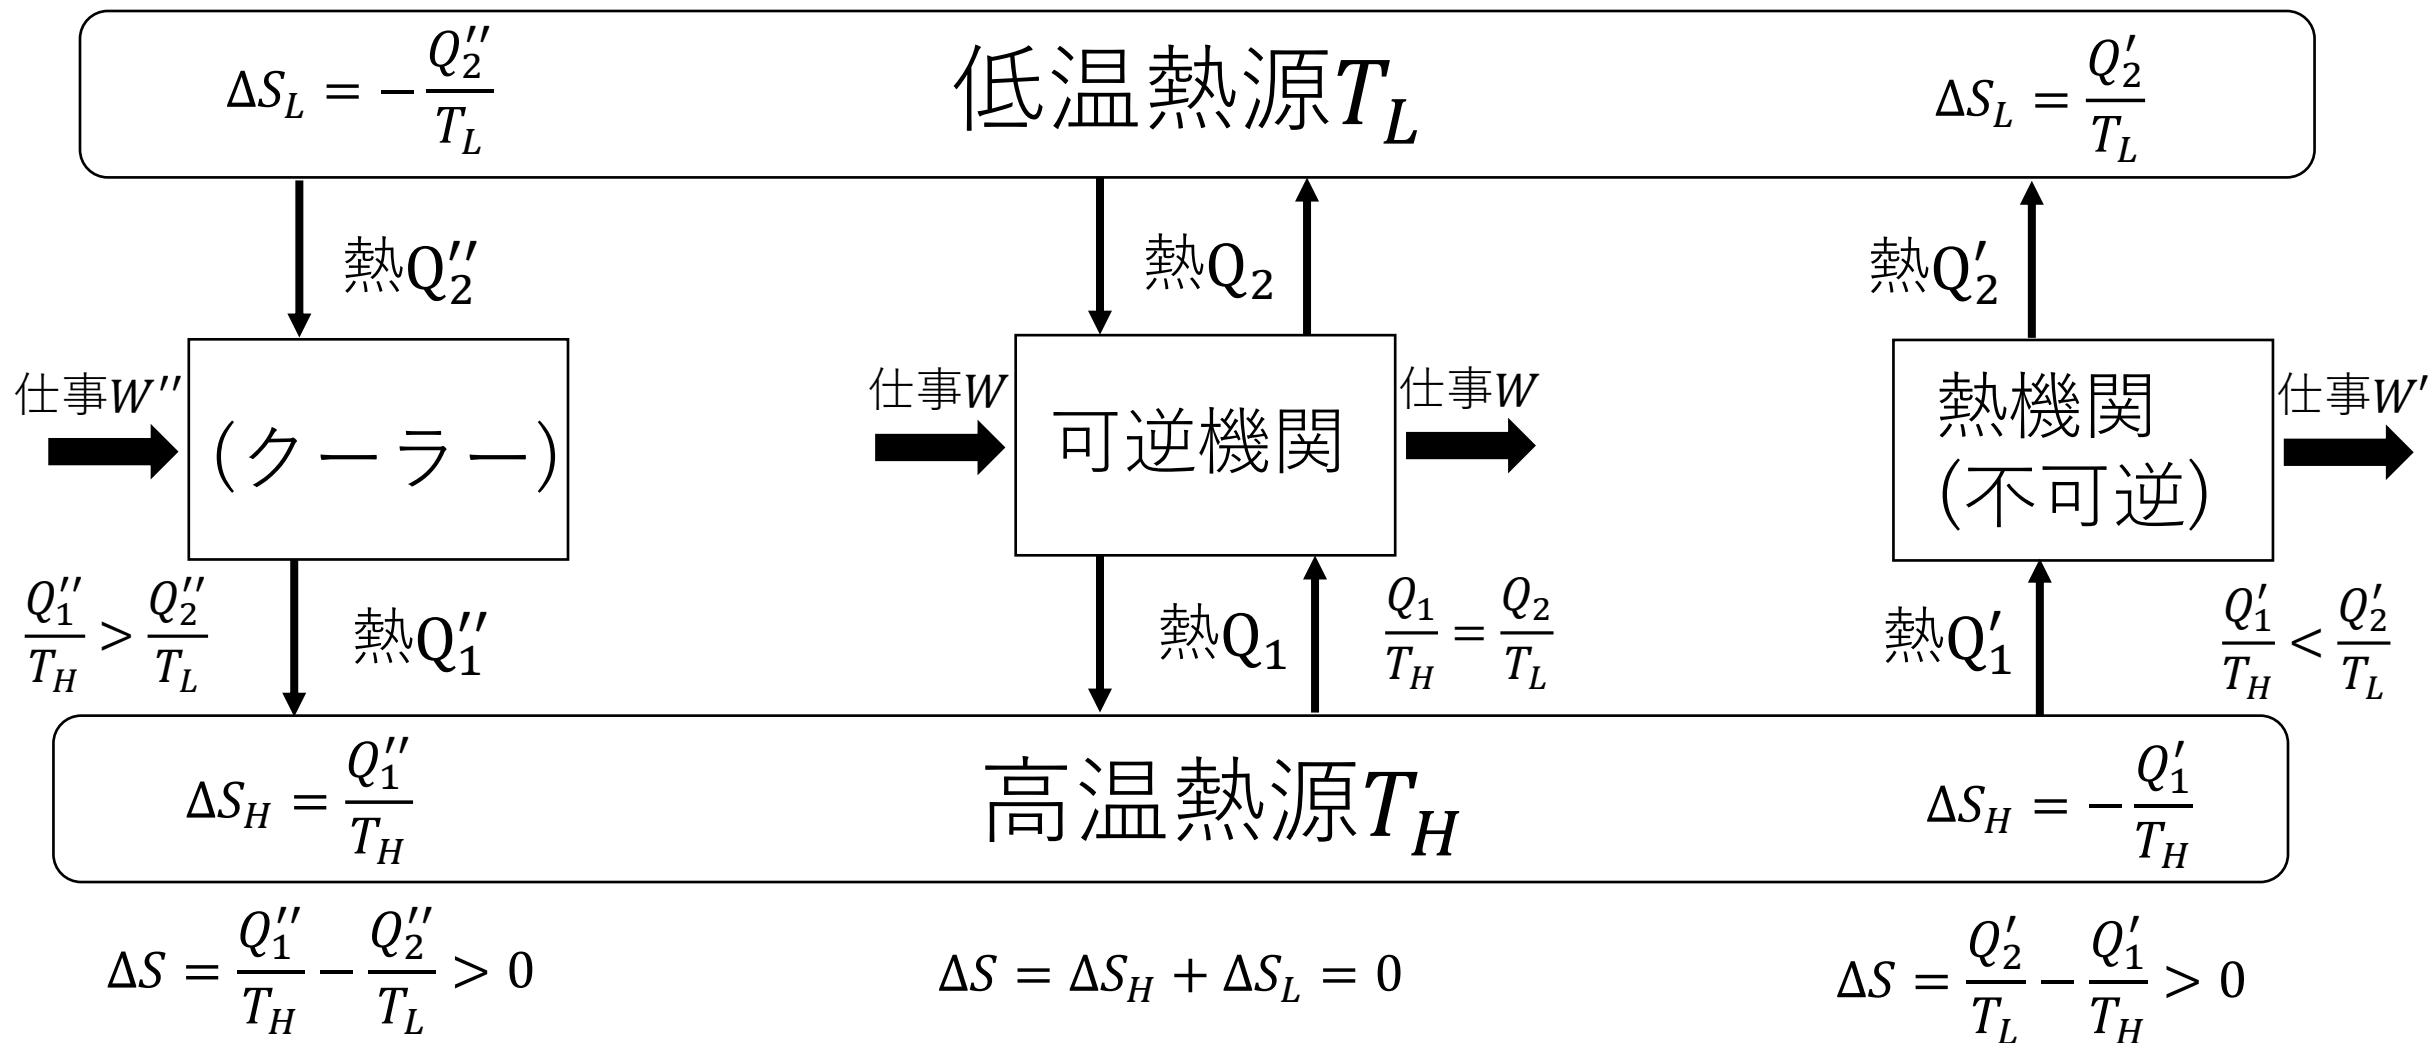 ΔS_L = −Q₂″/T_L
低温熱源T_L
ΔS_L = Q₂′/T_L
熱Q₂″
熱Q₂
熱Q₂′
仕事W″
(クーラー)
仕事W
可逆機関
仕事W
熱機関
(不可逆)
仕事W′
Q₁″/T_H > Q₂″/T_L
熱Q₁″
熱Q₁
Q₁/T_H = Q₂/T_L
熱Q₁′
Q₁′/T_H < Q₂′/T_L
ΔS_H = Q₁″/T_H
高温熱源T_H
ΔS_H = −Q₁′/T_H
ΔS = Q₁″/T_H − Q₂″/T_L > 0
ΔS = ΔS_H + ΔS_L = 0
ΔS = Q₂′/T_L − Q₁′/T_H > 0